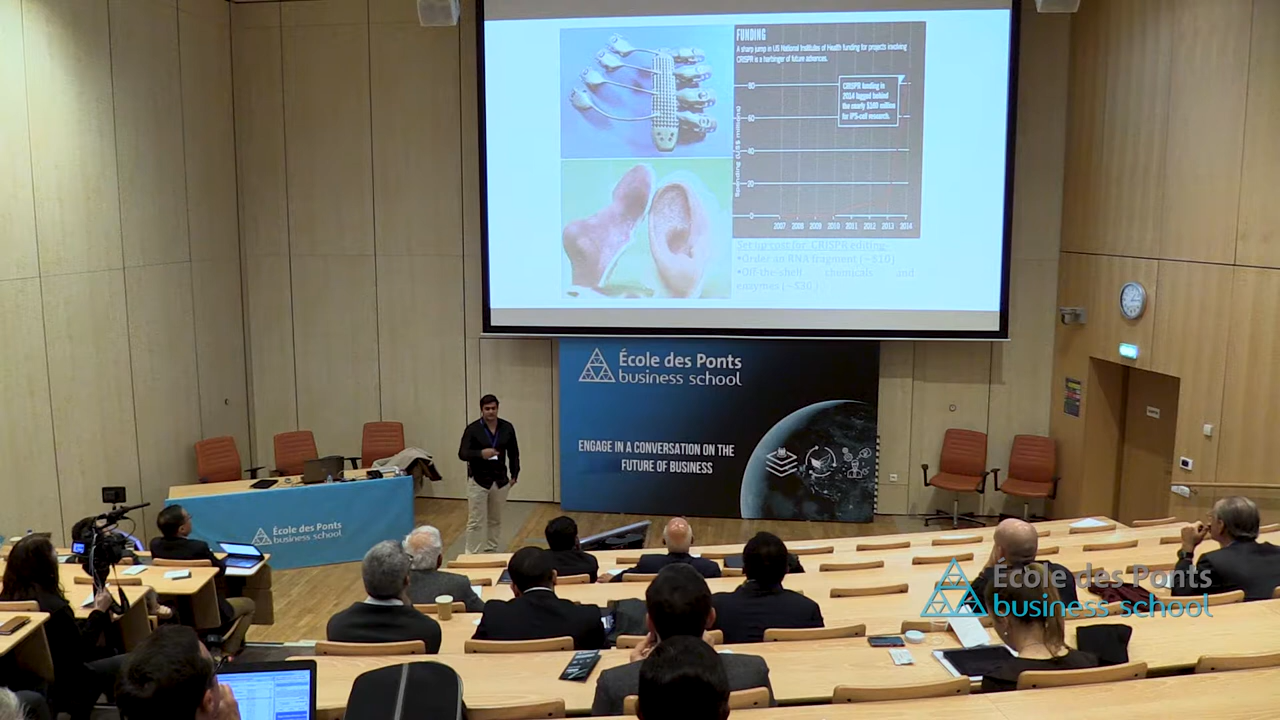 FUNDING
A sharp jump in US National Institutes of Health funding for projects involving
CRISPR is a harbinger of future advances.
80
CRISPR funding in
2014 lagged behind
the nearly $100 million
for iPS-cell research.
60
40
20
0
Spending (US$ millions)
2007 2008 2009 2010 2011 2012 2013 2014
Set up cost for CRISPR editing-
•Order an RNA fragment (~$10)
•Off-the-shelf chemicals and
enzymes (~$30)
École des Ponts
business school
ENGAGE IN A CONVERSATION ON THE
FUTURE OF BUSINESS
École des Ponts
business school
École des Ponts
business school